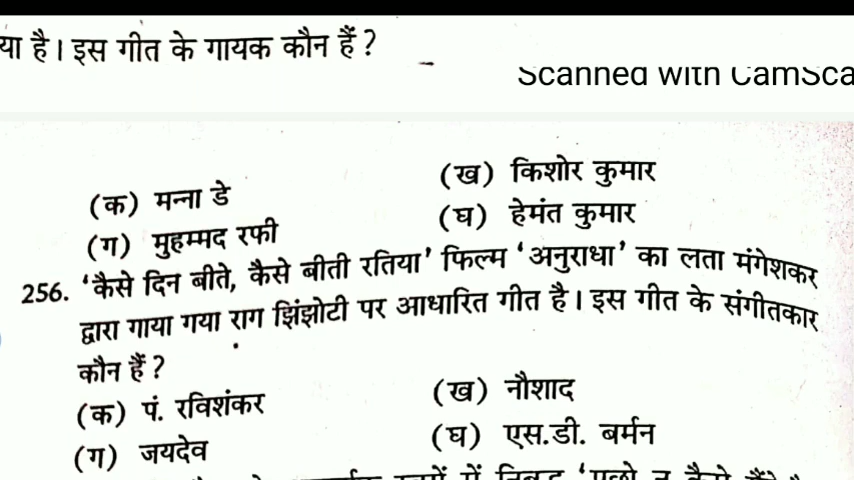 या है। इस गीत के गायक कौन हैं?
Scanned with CamSca
(क) मन्ना डे
(ख) किशोर कुमार
(ग) मुहम्मद रफी
(घ) हेमंत कुमार
256. 'कैसे दिन बीते, कैसे बीती रतिया' फिल्म 'अनुराधा' का लता मंगेशकर
द्वारा गाया गया राग झिंझोटी पर आधारित गीत है। इस गीत के संगीतकार
कौन हैं?
(क) पं. रविशंकर
(ख) नौशाद
(ग) जयदेव
(घ) एस.डी. बर्मन
में निबद्ध 'पूछो न कैसे मैंने